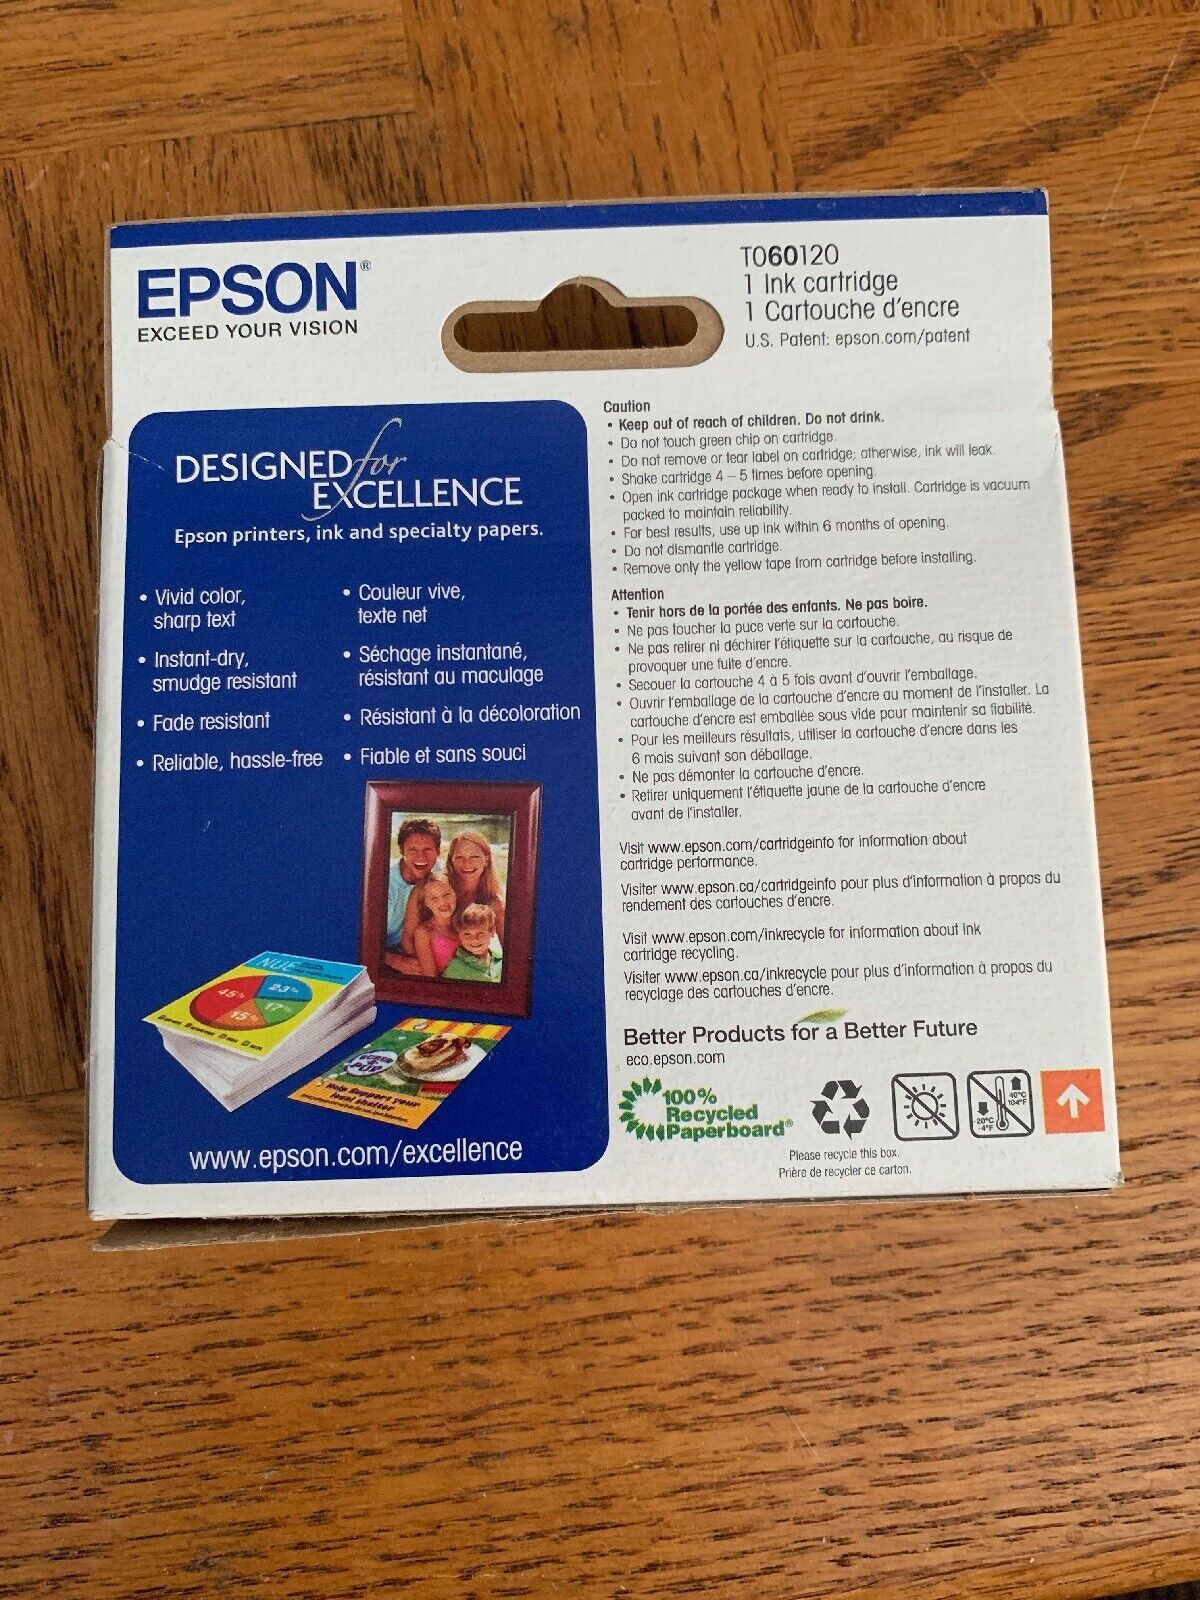 EPSON®
EXCEED YOUR VISION
T060120
1 Ink cartridge
1 Cartouche d'encre
U.S. Patent: epson.com/patent
DESIGNED for
EXCELLENCE
Epson printers, ink and specialty papers.
• Vivid color,
sharp text
• Instant-dry,
smudge resistant
• Fade resistant
• Reliable, hassle-free
• Couleur vive,
texte net
• Séchage instantané,
résistant au maculage
• Résistant à la décoloration
• Fiable et sans souci
NUE
45%
23%
17%
15%
Help Support your
local Shelter
www.epson.com/excellence
Caution
• Keep out of reach of children. Do not drink.
• Do not touch green chip on cartridge.
• Do not remove or tear label on cartridge; otherwise, ink will leak.
• Shake cartridge 4 – 5 times before opening.
• Open ink cartridge package when ready to install. Cartridge is vacuum
packed to maintain reliability.
• For best results, use up ink within 6 months of opening.
• Do not dismantle cartridge.
• Remove only the yellow tape from cartridge before installing.
Attention
• Tenir hors de la portée des enfants. Ne pas boire.
• Ne pas toucher la puce verte sur la cartouche.
• Ne pas retirer ni déchirer l'étiquette sur la cartouche, au risque de
provoquer une fuite d'encre.
• Secouer la cartouche 4 à 5 fois avant d'ouvrir l'emballage.
• Ouvrir l'emballage de la cartouche d'encre au moment de l'installer. La
cartouche d'encre est emballée sous vide pour maintenir sa fiabilité.
• Pour les meilleurs résultats, utiliser la cartouche d'encre dans les
6 mois suivant son déballage.
• Ne pas démonter la cartouche d'encre.
• Retirer uniquement l'étiquette jaune de la cartouche d'encre
avant de l'installer.
Visit www.epson.com/cartridgeinfo for information about
cartridge performance.
Visiter www.epson.ca/cartridgeinfo pour plus d'information à propos du
rendement des cartouches d'encre.
Visit www.epson.com/inkrecycle for information about ink
cartridge recycling.
Visiter www.epson.ca/inkrecycle pour plus d'information à propos du
recyclage des cartouches d'encre.
Better Products for a Better Future
eco.epson.com
100%
Recycled
Paperboard®
Please recycle this box.
Prière de recycler ce carton.
40°C
104°F
-20°C
-4°F